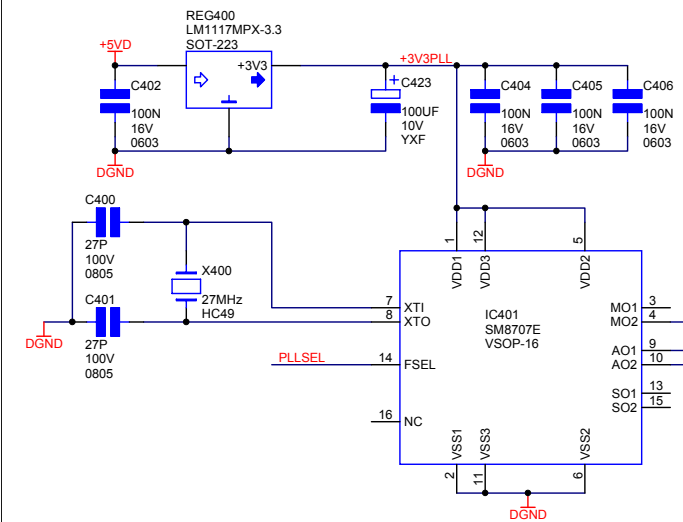 REG400
LM1117MPX-3.3
SOT-223
+5VD
+3V3
+3V3PLL
C402
100N
16V
0603
+
C423
100UF
10V
YXF
C404
100N
16V
0603
C405
100N
16V
0603
C406
100N
16V
0603
DGND
DGND
C400
27P
100V
0805
X400
27MHz
HC49
C401
27P
100V
0805
DGND
PLLSEL
1
12
5
VDD1
VDD3
VDD2
IC401
SM8707E
VSOP-16
7
XTI
8
XTO
14
FSEL
16
NC
MO1
3
MO2
4
AO1
9
AO2
10
SO1
13
SO2
15
VSS1
VSS3
VSS2
2
11
6
DGND